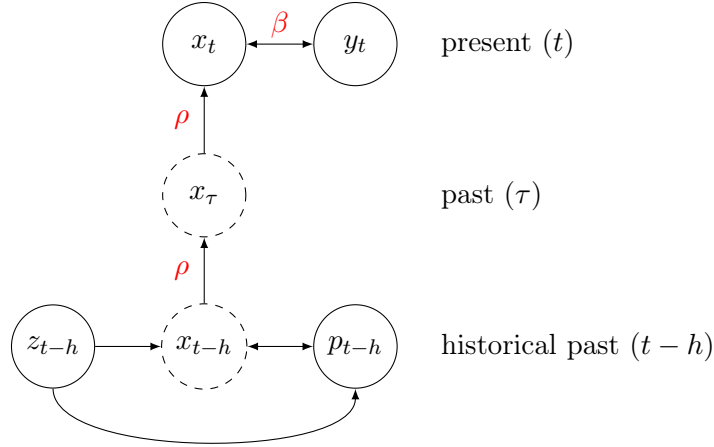 x_t β y_t present (t)
ρ
x_τ past (τ)
ρ
z_{t−h} x_{t−h} p_{t−h} historical past (t − h)